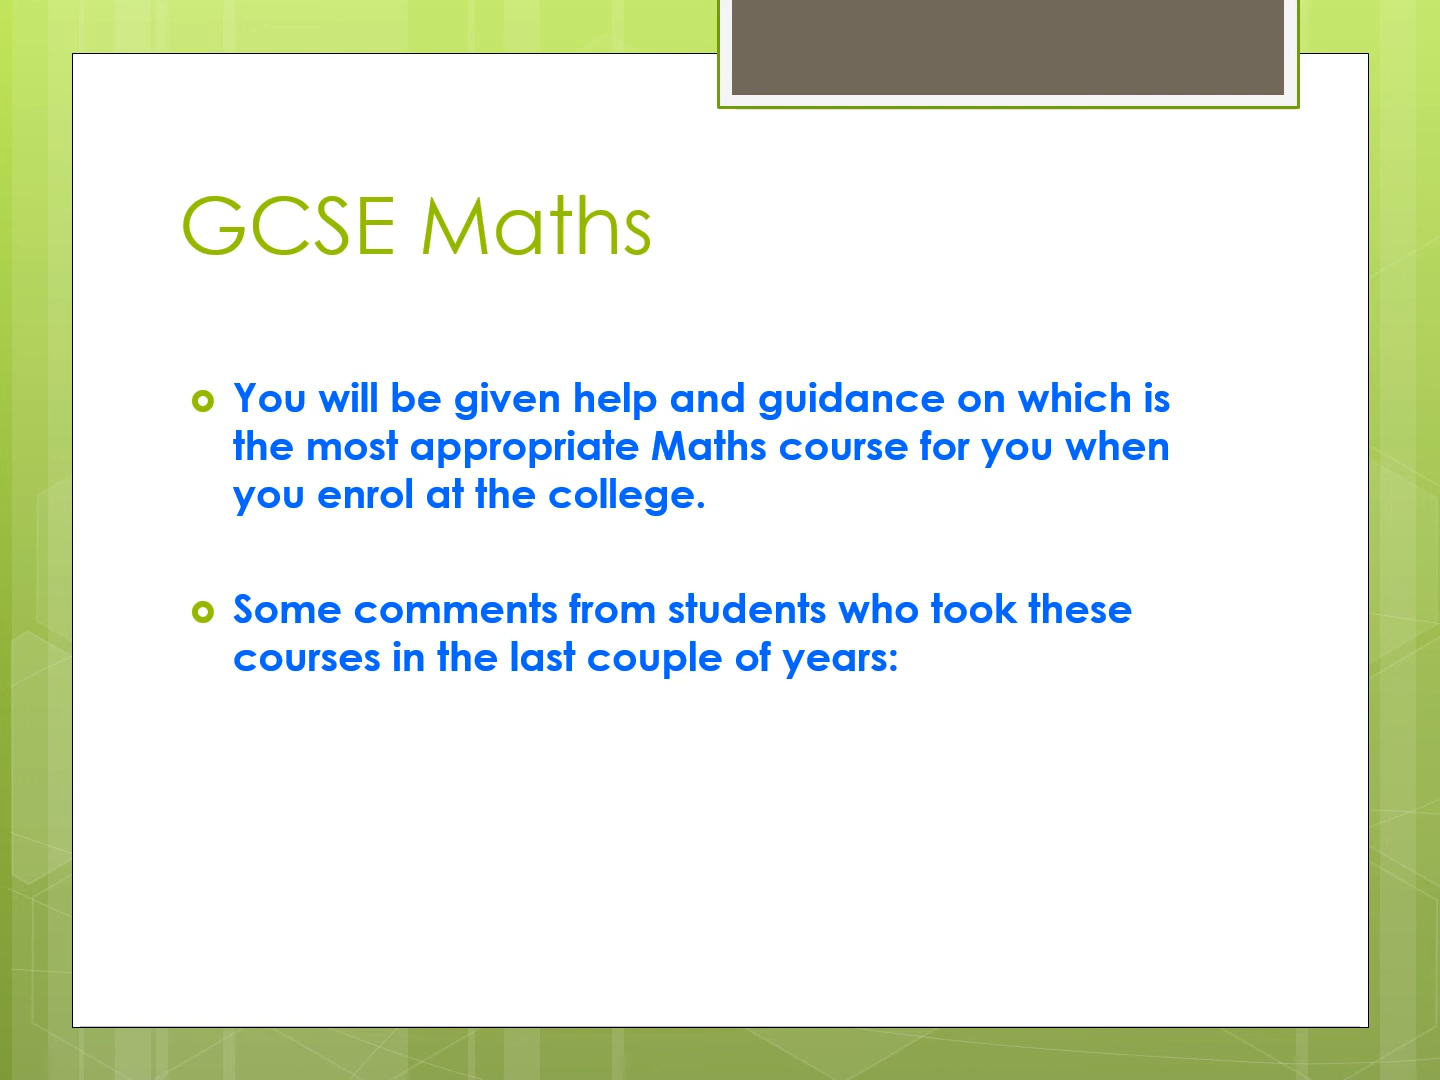 GCSE Maths
You will be given help and guidance on which is
the most appropriate Maths course for you when
you enrol at the college.
Some comments from students who took these
courses in the last couple of years: